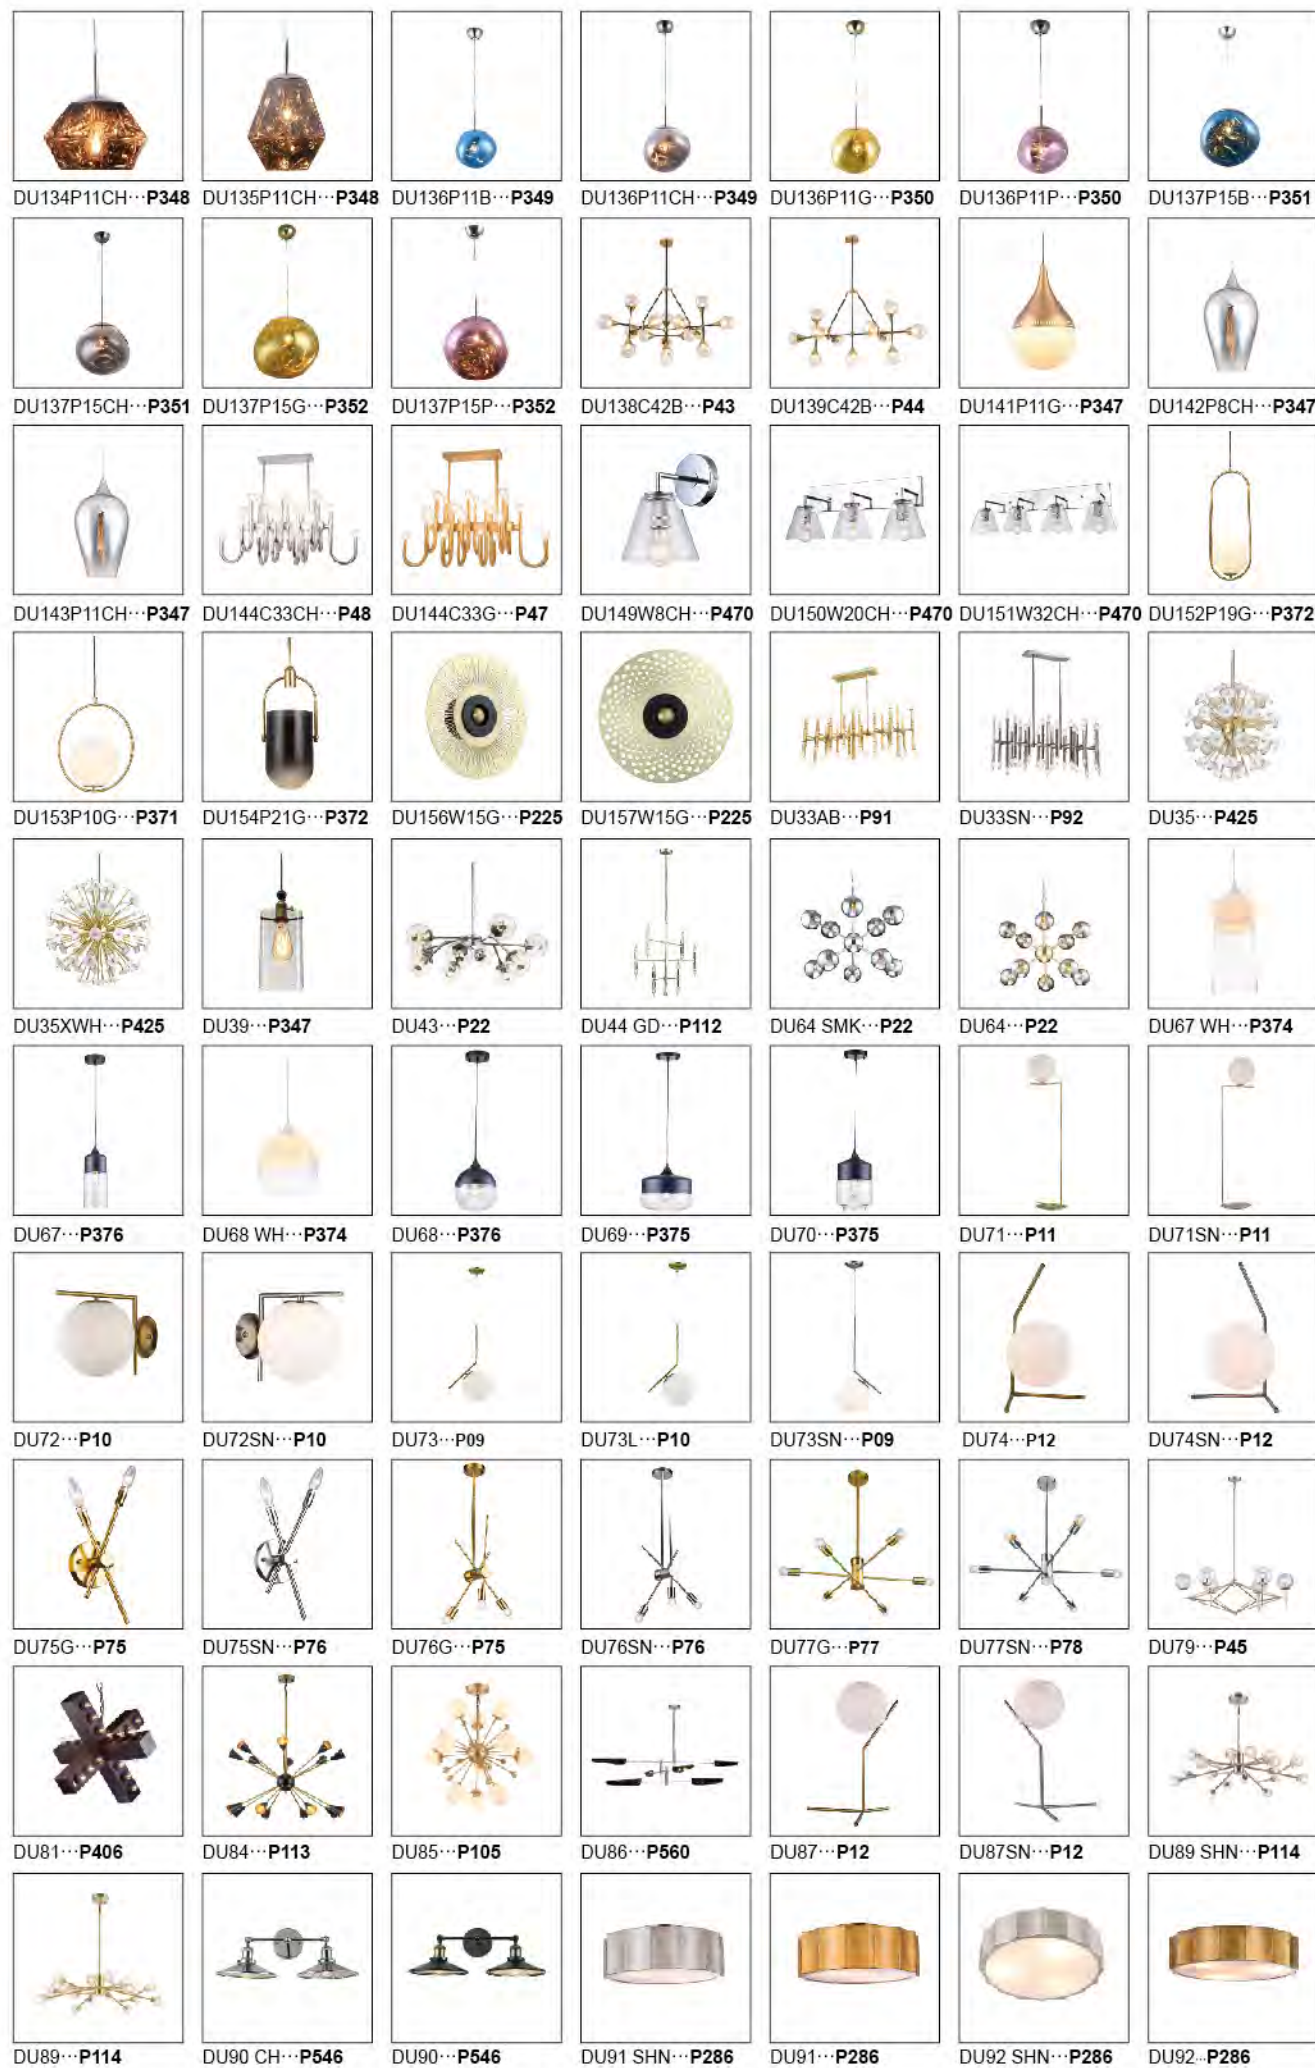 DU134P11CH···P348 DU135P11CH···P348 DU136P11B···P349 DU136P11CH···P349 DU136P11G···P350 DU136P11P···P350 DU137P15B···P351
DU137P15CH···P351 DU137P15G···P352 DU137P15P···P352 DU138C42B···P43 DU139C42B···P44 DU141P11G···P347 DU142P8CH···P347
DU143P11CH···P347 DU144C33CH···P48 DU144C33G···P47 DU149W8CH···P470 DU150W20CH···P470 DU151W32CH···P470 DU152P19G···P372
DU153P10G···P371 DU154P21G···P372 DU156W15G···P225 DU157W15G···P225 DU33AB···P91 DU33SN···P92 DU35···P425
DU35XWH···P425 DU39···P347 DU43···P22 DU44 GD···P112 DU64 SMK···P22 DU64···P22 DU67 WH···P374
DU67···P376 DU68 WH···P374 DU68···P376 DU69···P375 DU70···P375 DU71···P11 DU71SN···P11
DU72···P10 DU72SN···P10 DU73···P09 DU73L···P10 DU73SN···P09 DU74···P12 DU74SN···P12
DU75G···P75 DU75SN···P76 DU76G···P75 DU76SN···P76 DU77G···P77 DU77SN···P78 DU79···P45
DU81···P406 DU84···P113 DU85···P105 DU86···P560 DU87···P12 DU87SN···P12 DU89 SHN···P114
DU89···P114 DU90 CH···P546 DU90···P546 DU91 SHN···P286 DU91···P286 DU92 SHN···P286 DU92···P286